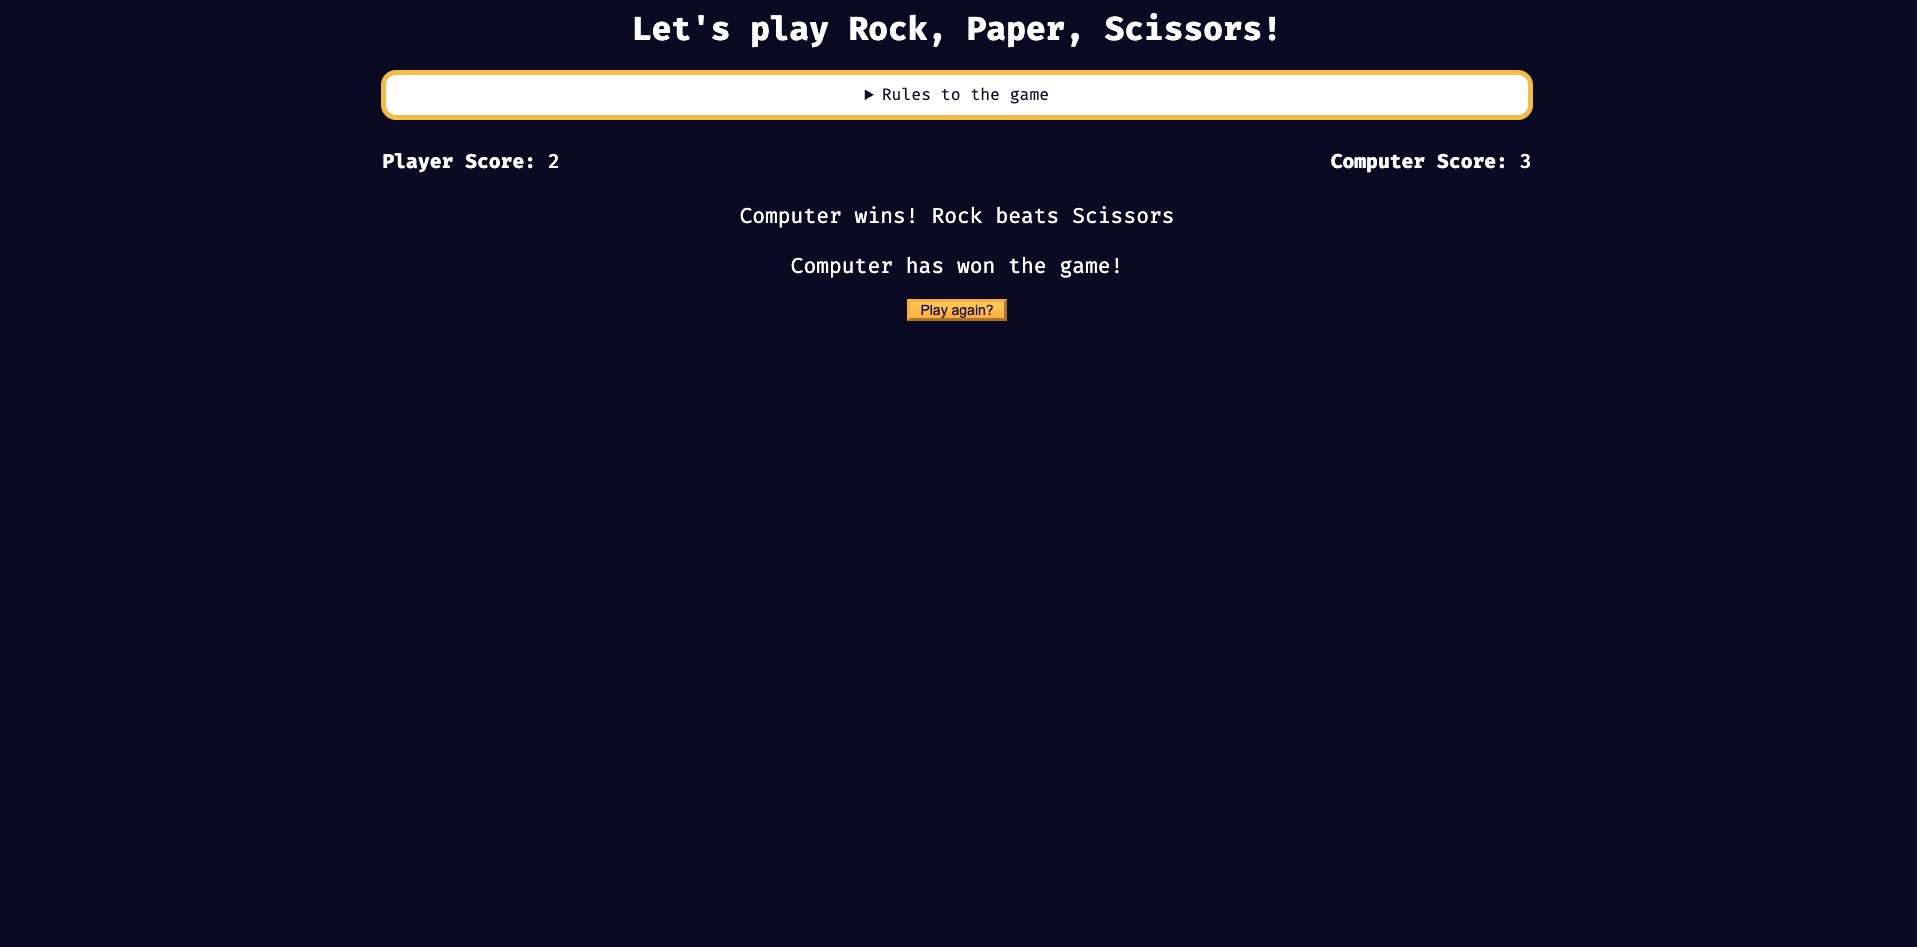 Let's play Rock, Paper, Scissors!
▶ Rules to the game
Player Score: 2 Computer Score: 3
Computer wins! Rock beats Scissors
Computer has won the game!
Play again?